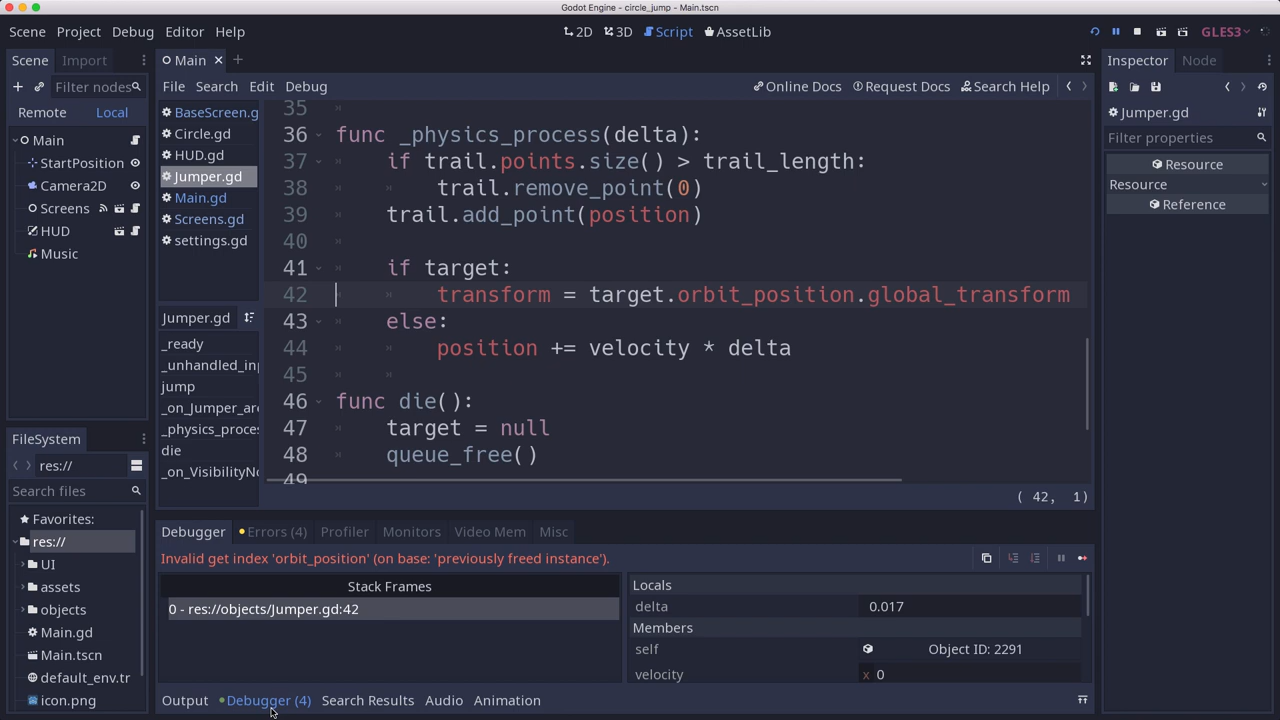 Godot Engine - circle_jump - Main.tscn
Scene Project Debug Editor Help
2D 3D Script AssetLib
GLES3
Scene Import
Filter nodes
Remote Local
Main
StartPosition
Camera2D
Screens
HUD
Music
FileSystem
res://
Search files
Favorites:
res://
UI
assets
objects
Main.gd
Main.tscn
default_env.tr
icon.png
Main
File Search Edit Debug
Online Docs Request Docs Search Help
BaseScreen.g
Circle.gd
HUD.gd
Jumper.gd
Main.gd
Screens.gd
settings.gd
Jumper.gd
_ready
_unhandled_inp
jump
_on_Jumper_are
_physics_proces
die
_on_VisibilityNo
35
36 func _physics_process(delta):
37 if trail.points.size() > trail_length:
38 trail.remove_point(0)
39 trail.add_point(position)
40
41 if target:
42 transform = target.orbit_position.global_transform
43 else:
44 position += velocity * delta
45
46 func die():
47 target = null
48 queue_free()
49
( 42, 1)
Debugger Errors (4) Profiler Monitors Video Mem Misc
Invalid get index 'orbit_position' (on base: 'previously freed instance').
Stack Frames
0 - res://objects/Jumper.gd:42
Locals
delta 0.017
Members
self Object ID: 2291
velocity x 0
Output Debugger (4) Search Results Audio Animation
Inspector Node
Jumper.gd
Filter properties
Resource
Resource
Reference